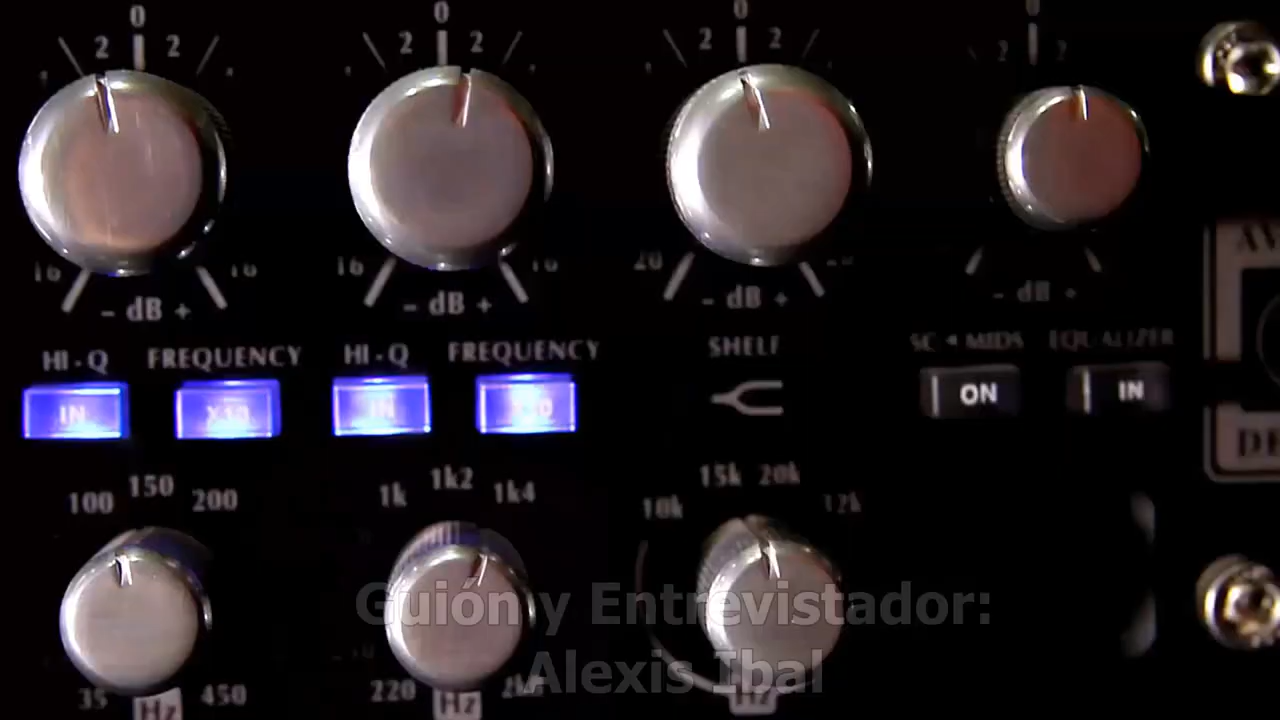 0 0 0 0
2 2 2 2 2 2 2 2
16 16 16 20
- dB + - dB + - dB + - dB +
HI-Q FREQUENCY HI-Q FREQUENCY SHELF SC MIDS EQUALIZER
IN X10 IN ON IN
100 150 200 1k 1k2 1k4 10k 15k 20k 12k
Guión y Entrevistador:
Alexis Ibal
35 450 220
Hz Hz Hz